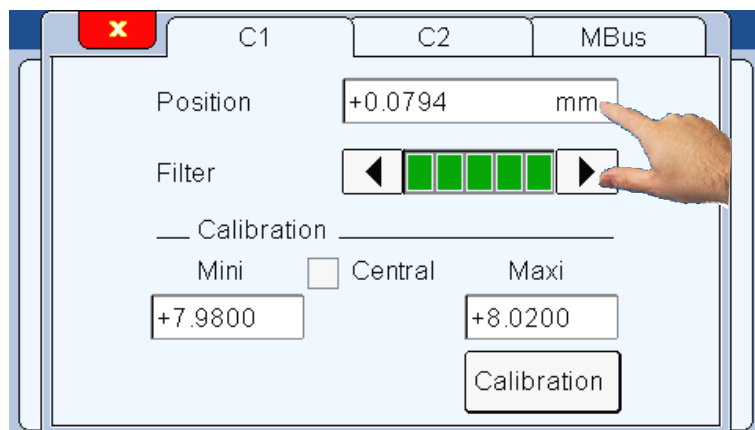 x C1 C2 MBus
Position +0.0794 mm
Filter
Calibration
Mini Central Maxi
+7.9800 +8.0200
Calibration